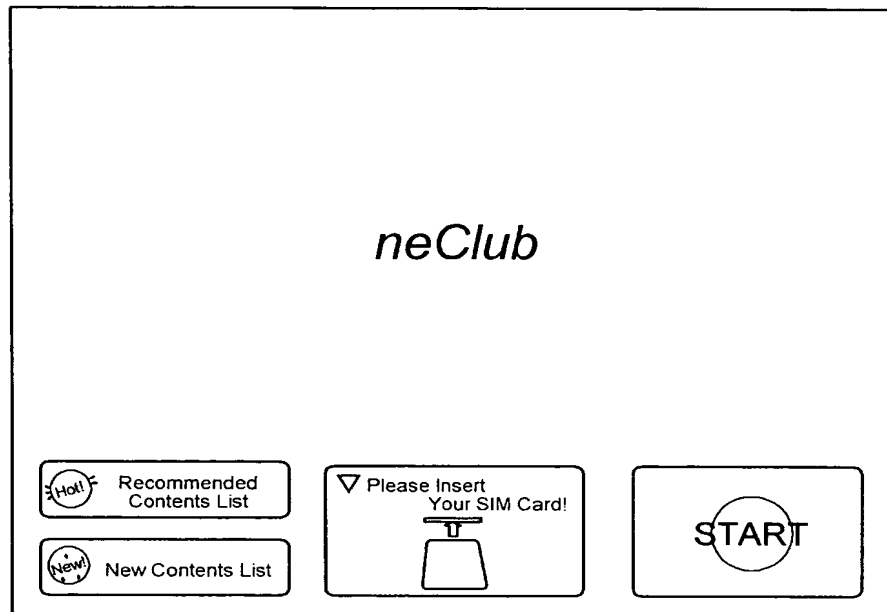 neClub
Hot!
Recommended
Contents List
New!
New Contents List
Please Insert
Your SIM Card!
START